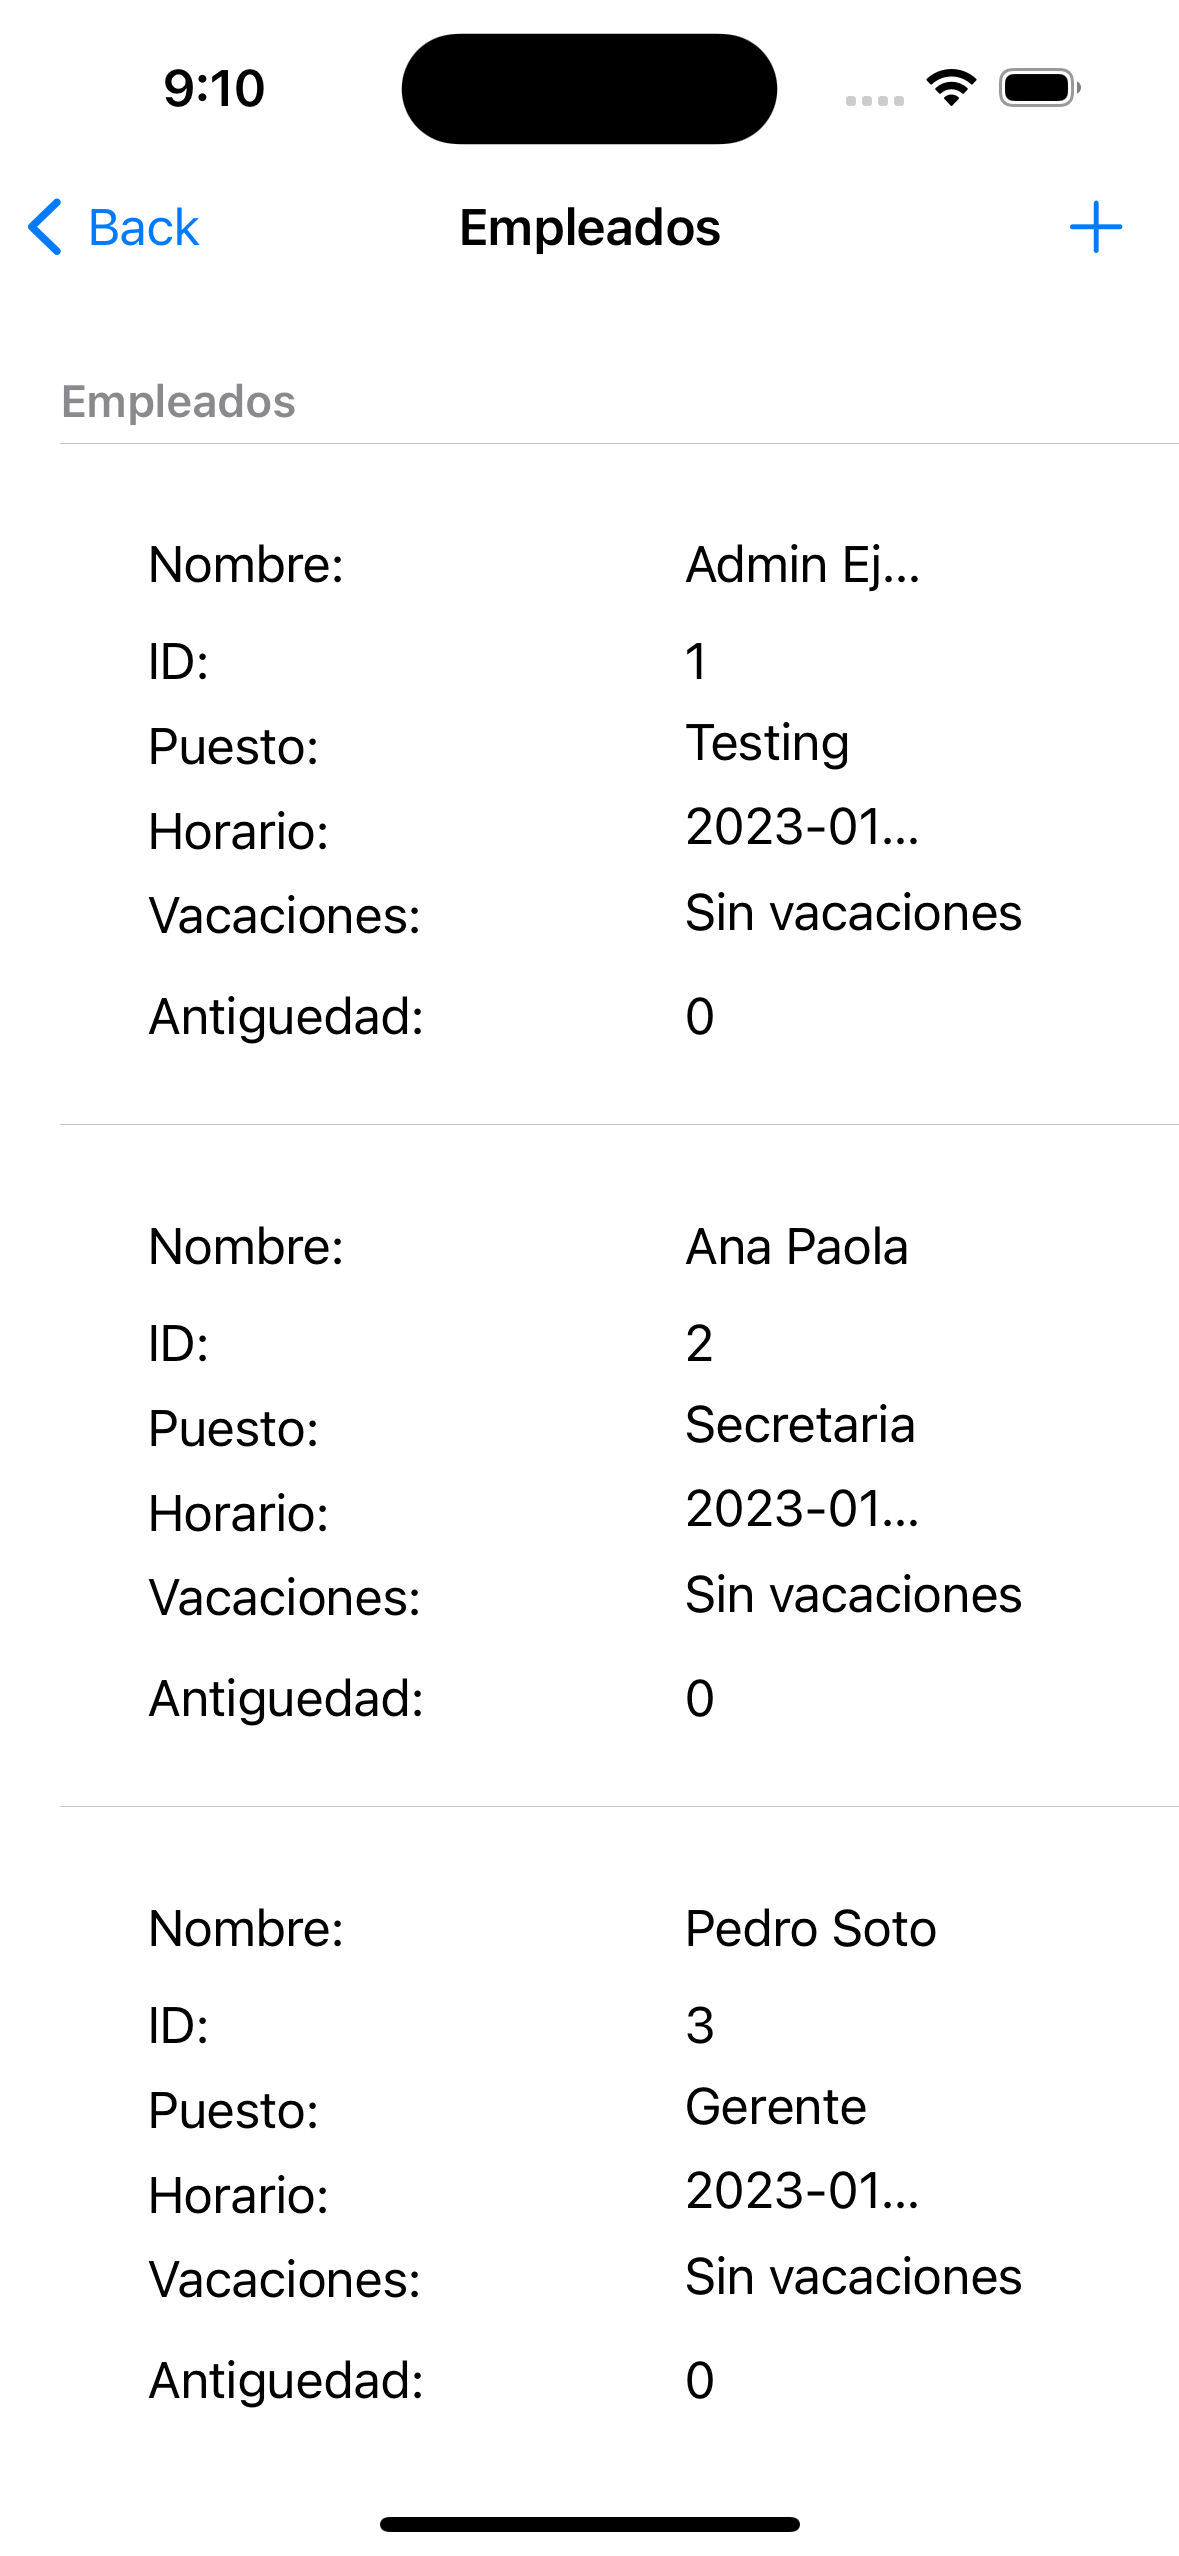 9:10
Back Empleados
Empleados
Nombre: Admin Ej...
ID: 1
Puesto: Testing
Horario: 2023-01...
Vacaciones: Sin vacaciones
Antiguedad: 0
Nombre: Ana Paola
ID: 2
Puesto: Secretaria
Horario: 2023-01...
Vacaciones: Sin vacaciones
Antiguedad: 0
Nombre: Pedro Soto
ID: 3
Puesto: Gerente
Horario: 2023-01...
Vacaciones: Sin vacaciones
Antiguedad: 0